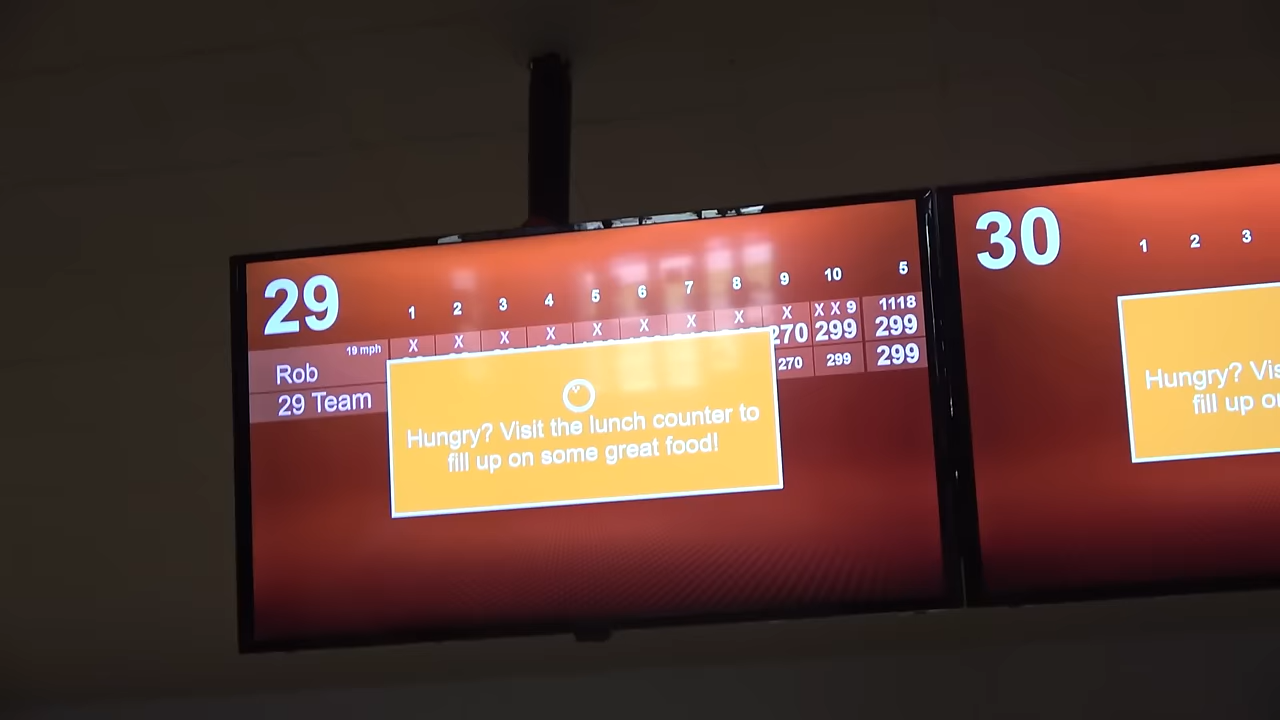 29
1 2 3 4 5 6 7 8 9 10 5
19 mph X X X X X X X X X X X 9 1118
Rob 270 299 299
29 Team 270 299 299
Hungry? Visit the lunch counter to
fill up on some great food!
30
1 2 3
Hungry? Vis
fill up o